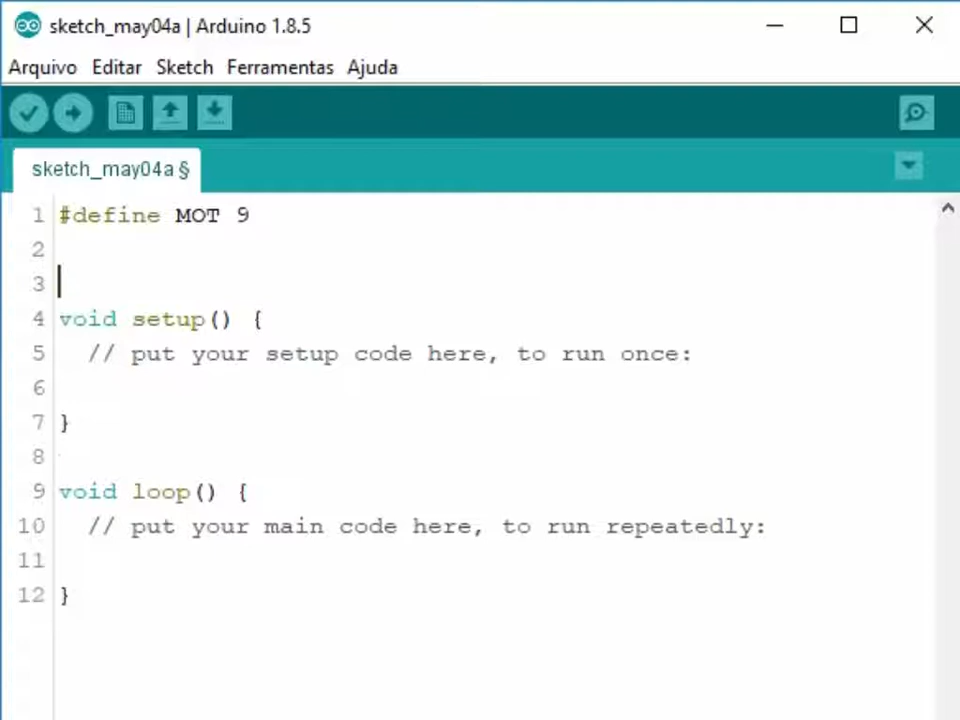 sketch_may04a | Arduino 1.8.5
Arquivo Editar Sketch Ferramentas Ajuda
sketch_may04a §
1 #define MOT 9
2
3
4 void setup() {
5   // put your setup code here, to run once:
6
7 }
8
9 void loop() {
10   // put your main code here, to run repeatedly:
11
12 }